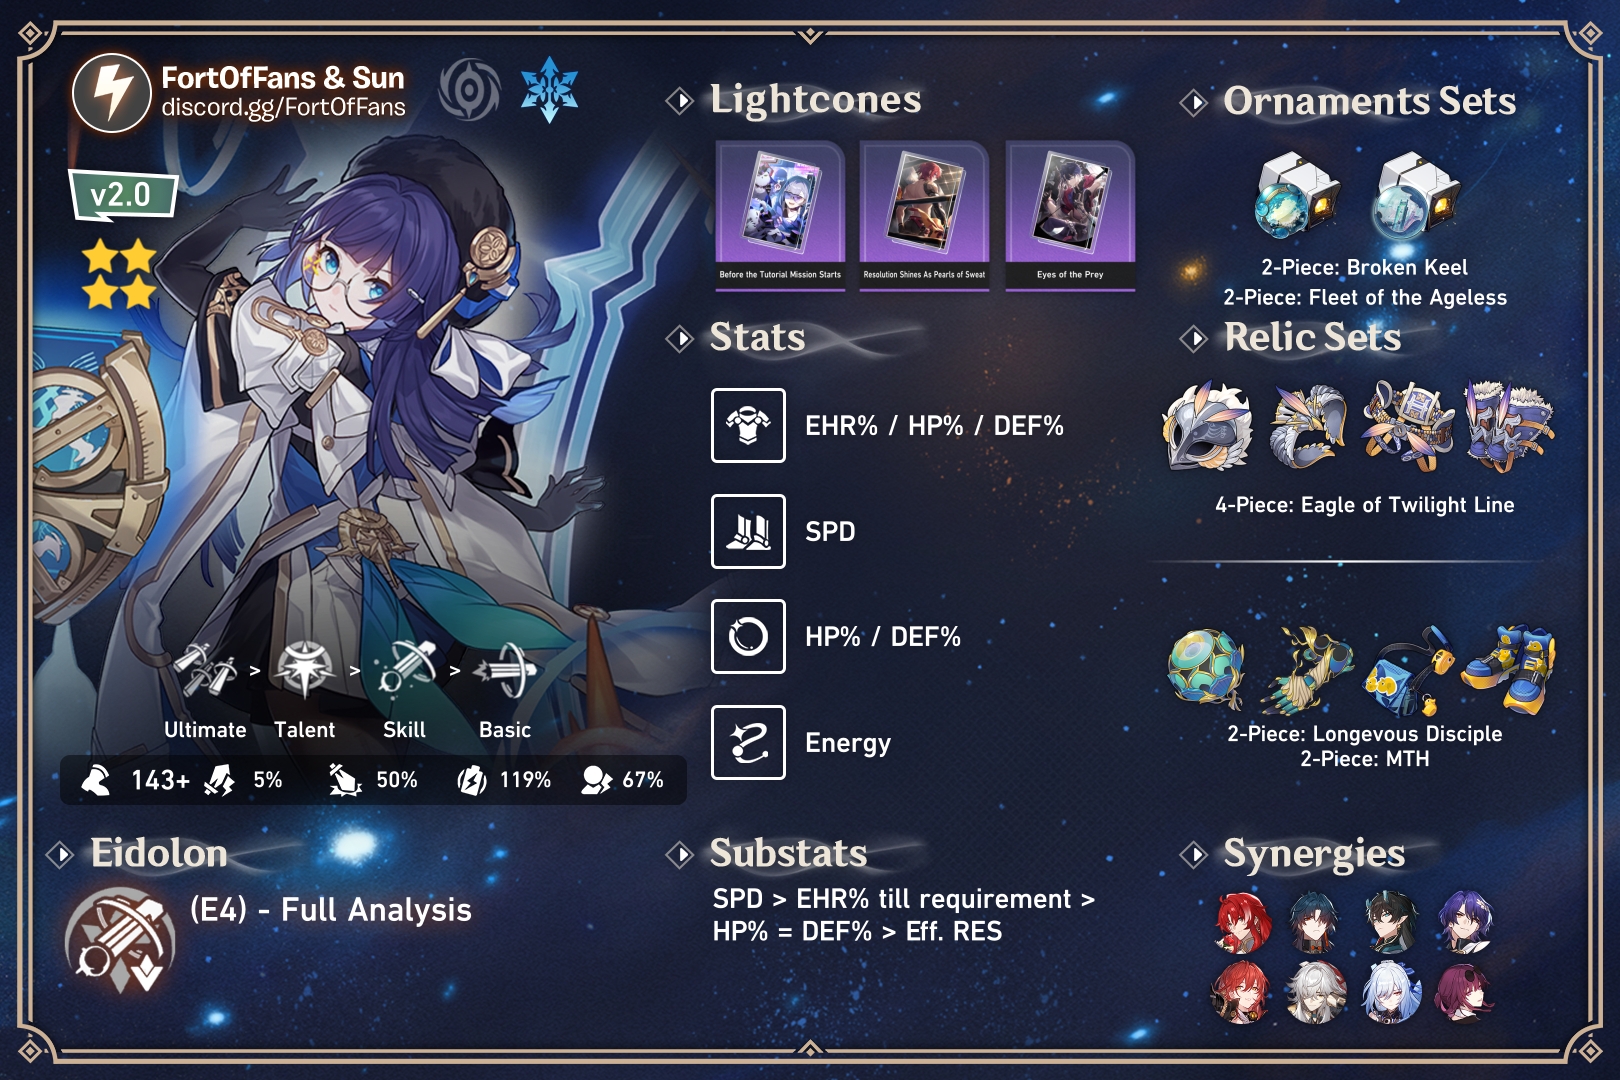 FortOfFans & Sun
discord.gg/FortOfFans
v2.0
Ultimate > Talent > Skill > Basic
143+ 5% 50% 119% 67%
Eidolon
(E4) - Full Analysis
Lightcones
Before the Tutorial Mission Starts
Resolution Shines As Pearls of Sweat
Eyes of the Prey
Stats
EHR% / HP% / DEF%
SPD
HP% / DEF%
Energy
Substats
SPD > EHR% till requirement >
HP% = DEF% > Eff. RES
Ornaments Sets
2-Piece: Broken Keel
2-Piece: Fleet of the Ageless
Relic Sets
4-Piece: Eagle of Twilight Line
2-Piece: Longevous Disciple
2-Piece: MTH
Synergies